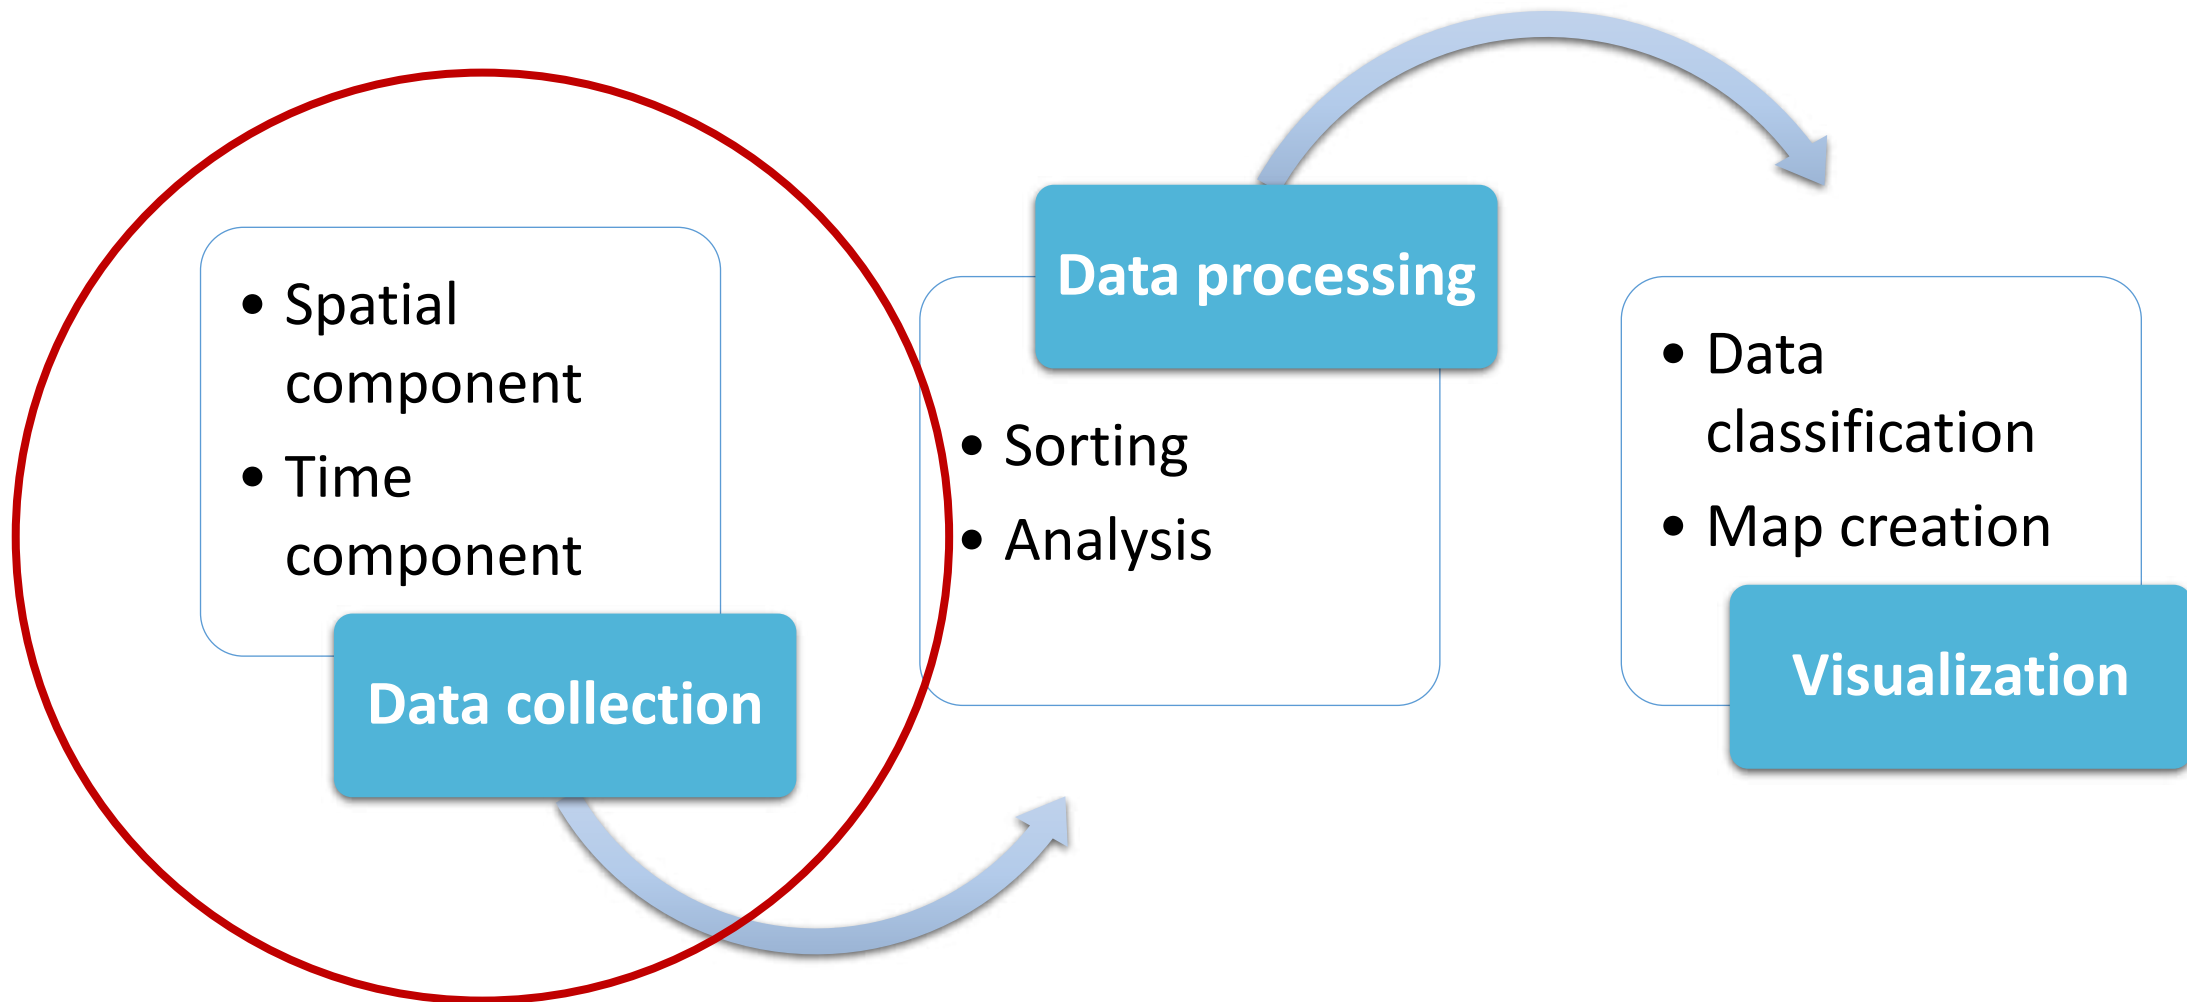 • Spatial
component
• Time
component
Data collection
Data processing
• Sorting
• Analysis
• Data
classification
• Map creation
Visualization